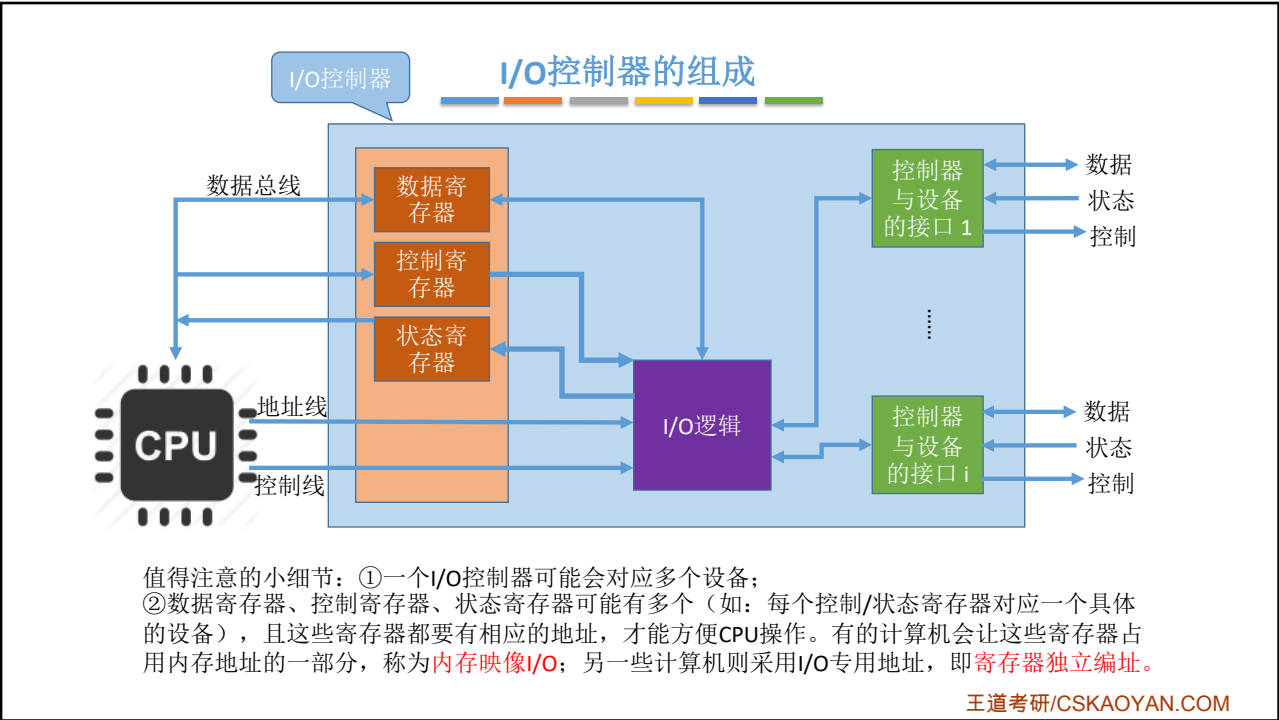 I/O控制器的组成
I/O控制器
数据总线
数据寄
存器
控制寄
存器
状态寄
存器
CPU
地址线
控制线
I/O逻辑
控制器
与设备
的接口 1
数据
状态
控制
......
控制器
与设备
的接口 i
数据
状态
控制
值得注意的小细节：①一个I/O控制器可能会对应多个设备；
②数据寄存器、控制寄存器、状态寄存器可能有多个（如：每个控制/状态寄存器对应一个具体
的设备），且这些寄存器都要有相应的地址，才能方便CPU操作。有的计算机会让这些寄存器占
用内存地址的一部分，称为内存映像I/O；另一些计算机则采用I/O专用地址，即寄存器独立编址。
王道考研/CSKAOYAN.COM